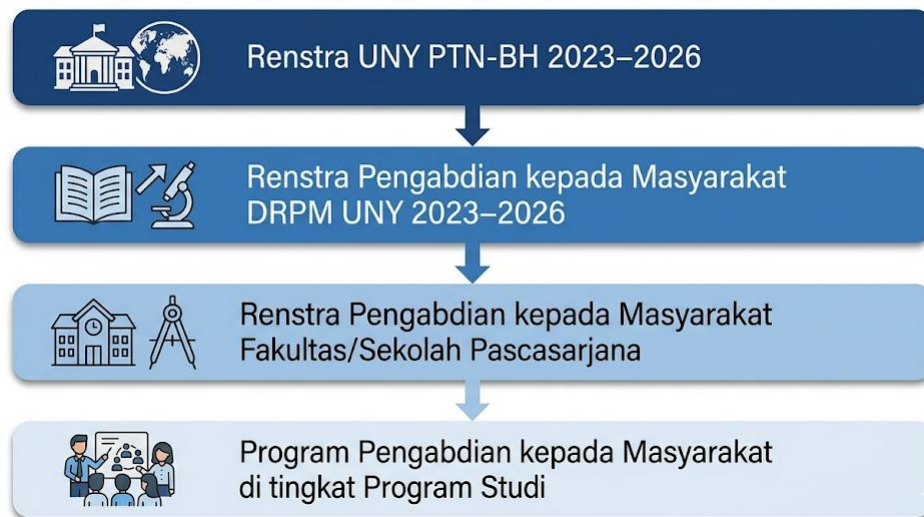 Renstra UNY PTN-BH 2023–2026
Renstra Pengabdian kepada Masyarakat
DRPM UNY 2023–2026
Renstra Pengabdian kepada Masyarakat
Fakultas/Sekolah Pascasarjana
Program Pengabdian kepada Masyarakat
di tingkat Program Studi